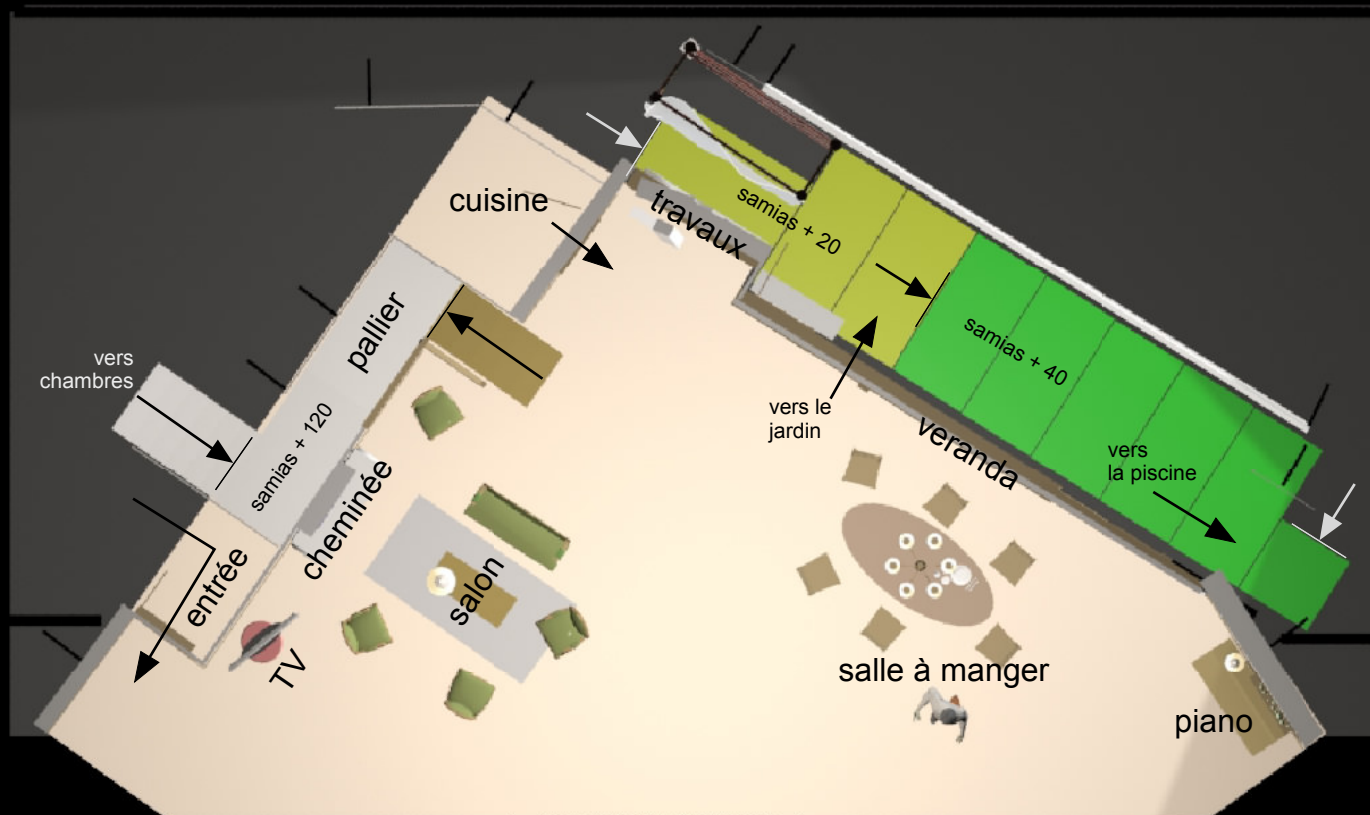 cuisine
travaux
samias + 20
pallier
vers
chambres
samias + 40
samias + 120
vers le
jardin
veranda
vers
la piscine
cheminée
entrée
salon
TV
salle à manger
piano